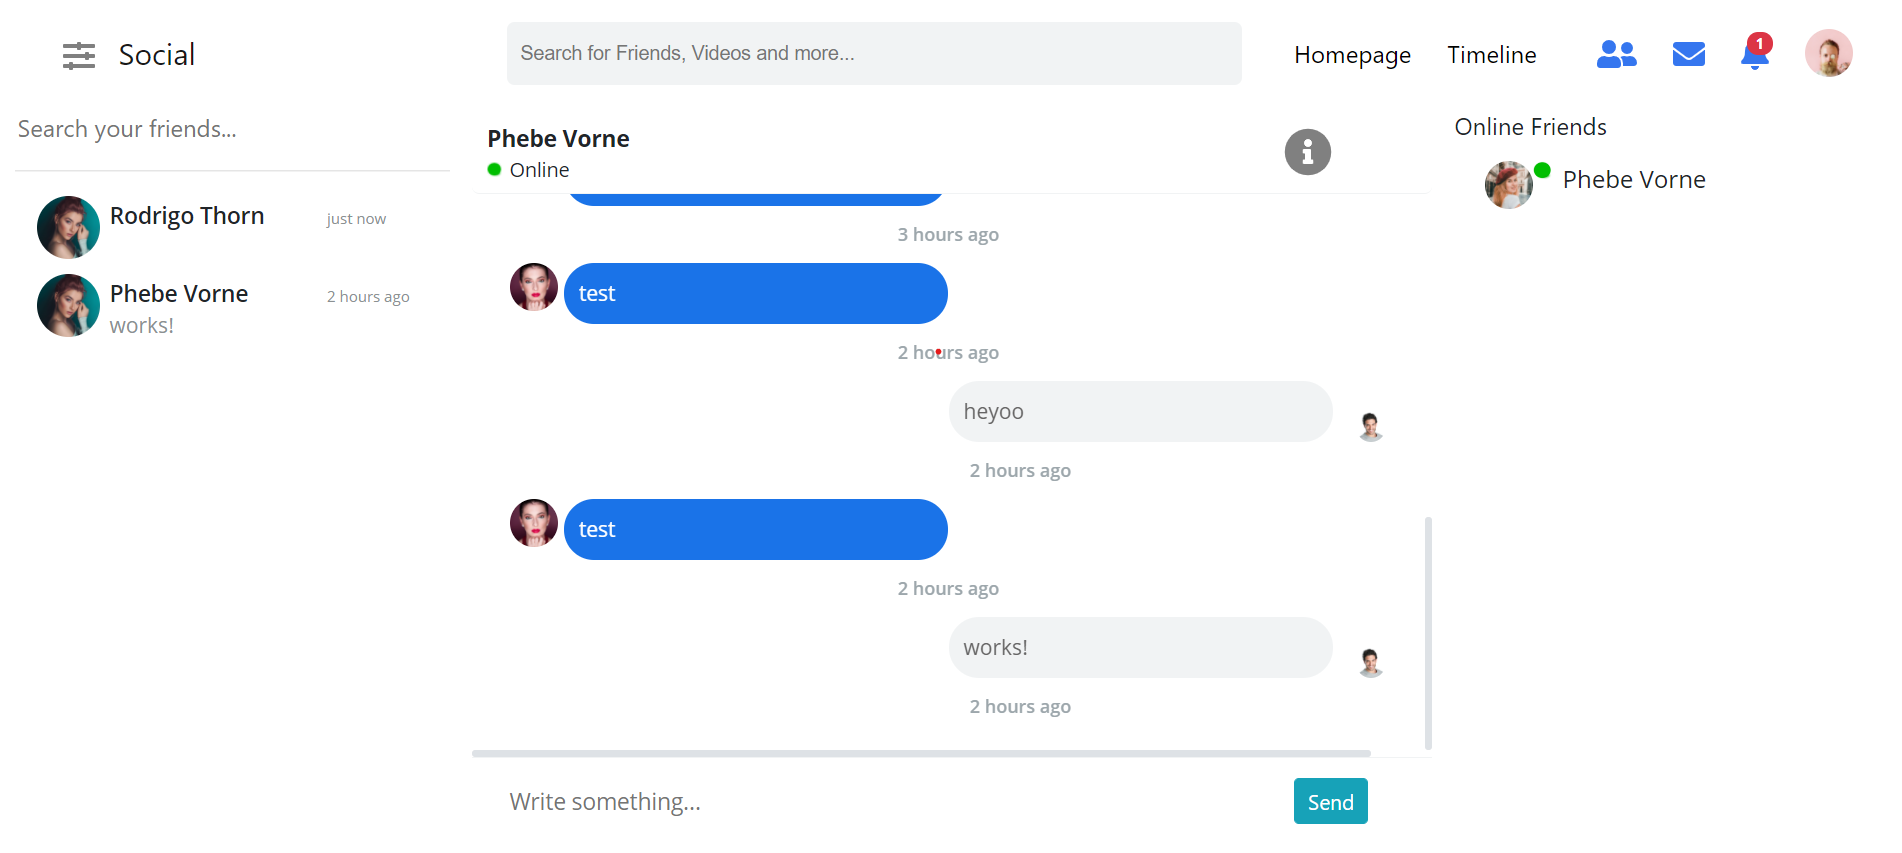 Social
Search for Friends, Videos and more...
Homepage
Timeline
1
Search your friends...
Rodrigo Thorn
just now
Phebe Vorne
2 hours ago
works!
Phebe Vorne
Online
3 hours ago
test
2 hours ago
heyoo
2 hours ago
test
2 hours ago
works!
2 hours ago
Write something...
Send
Online Friends
Phebe Vorne